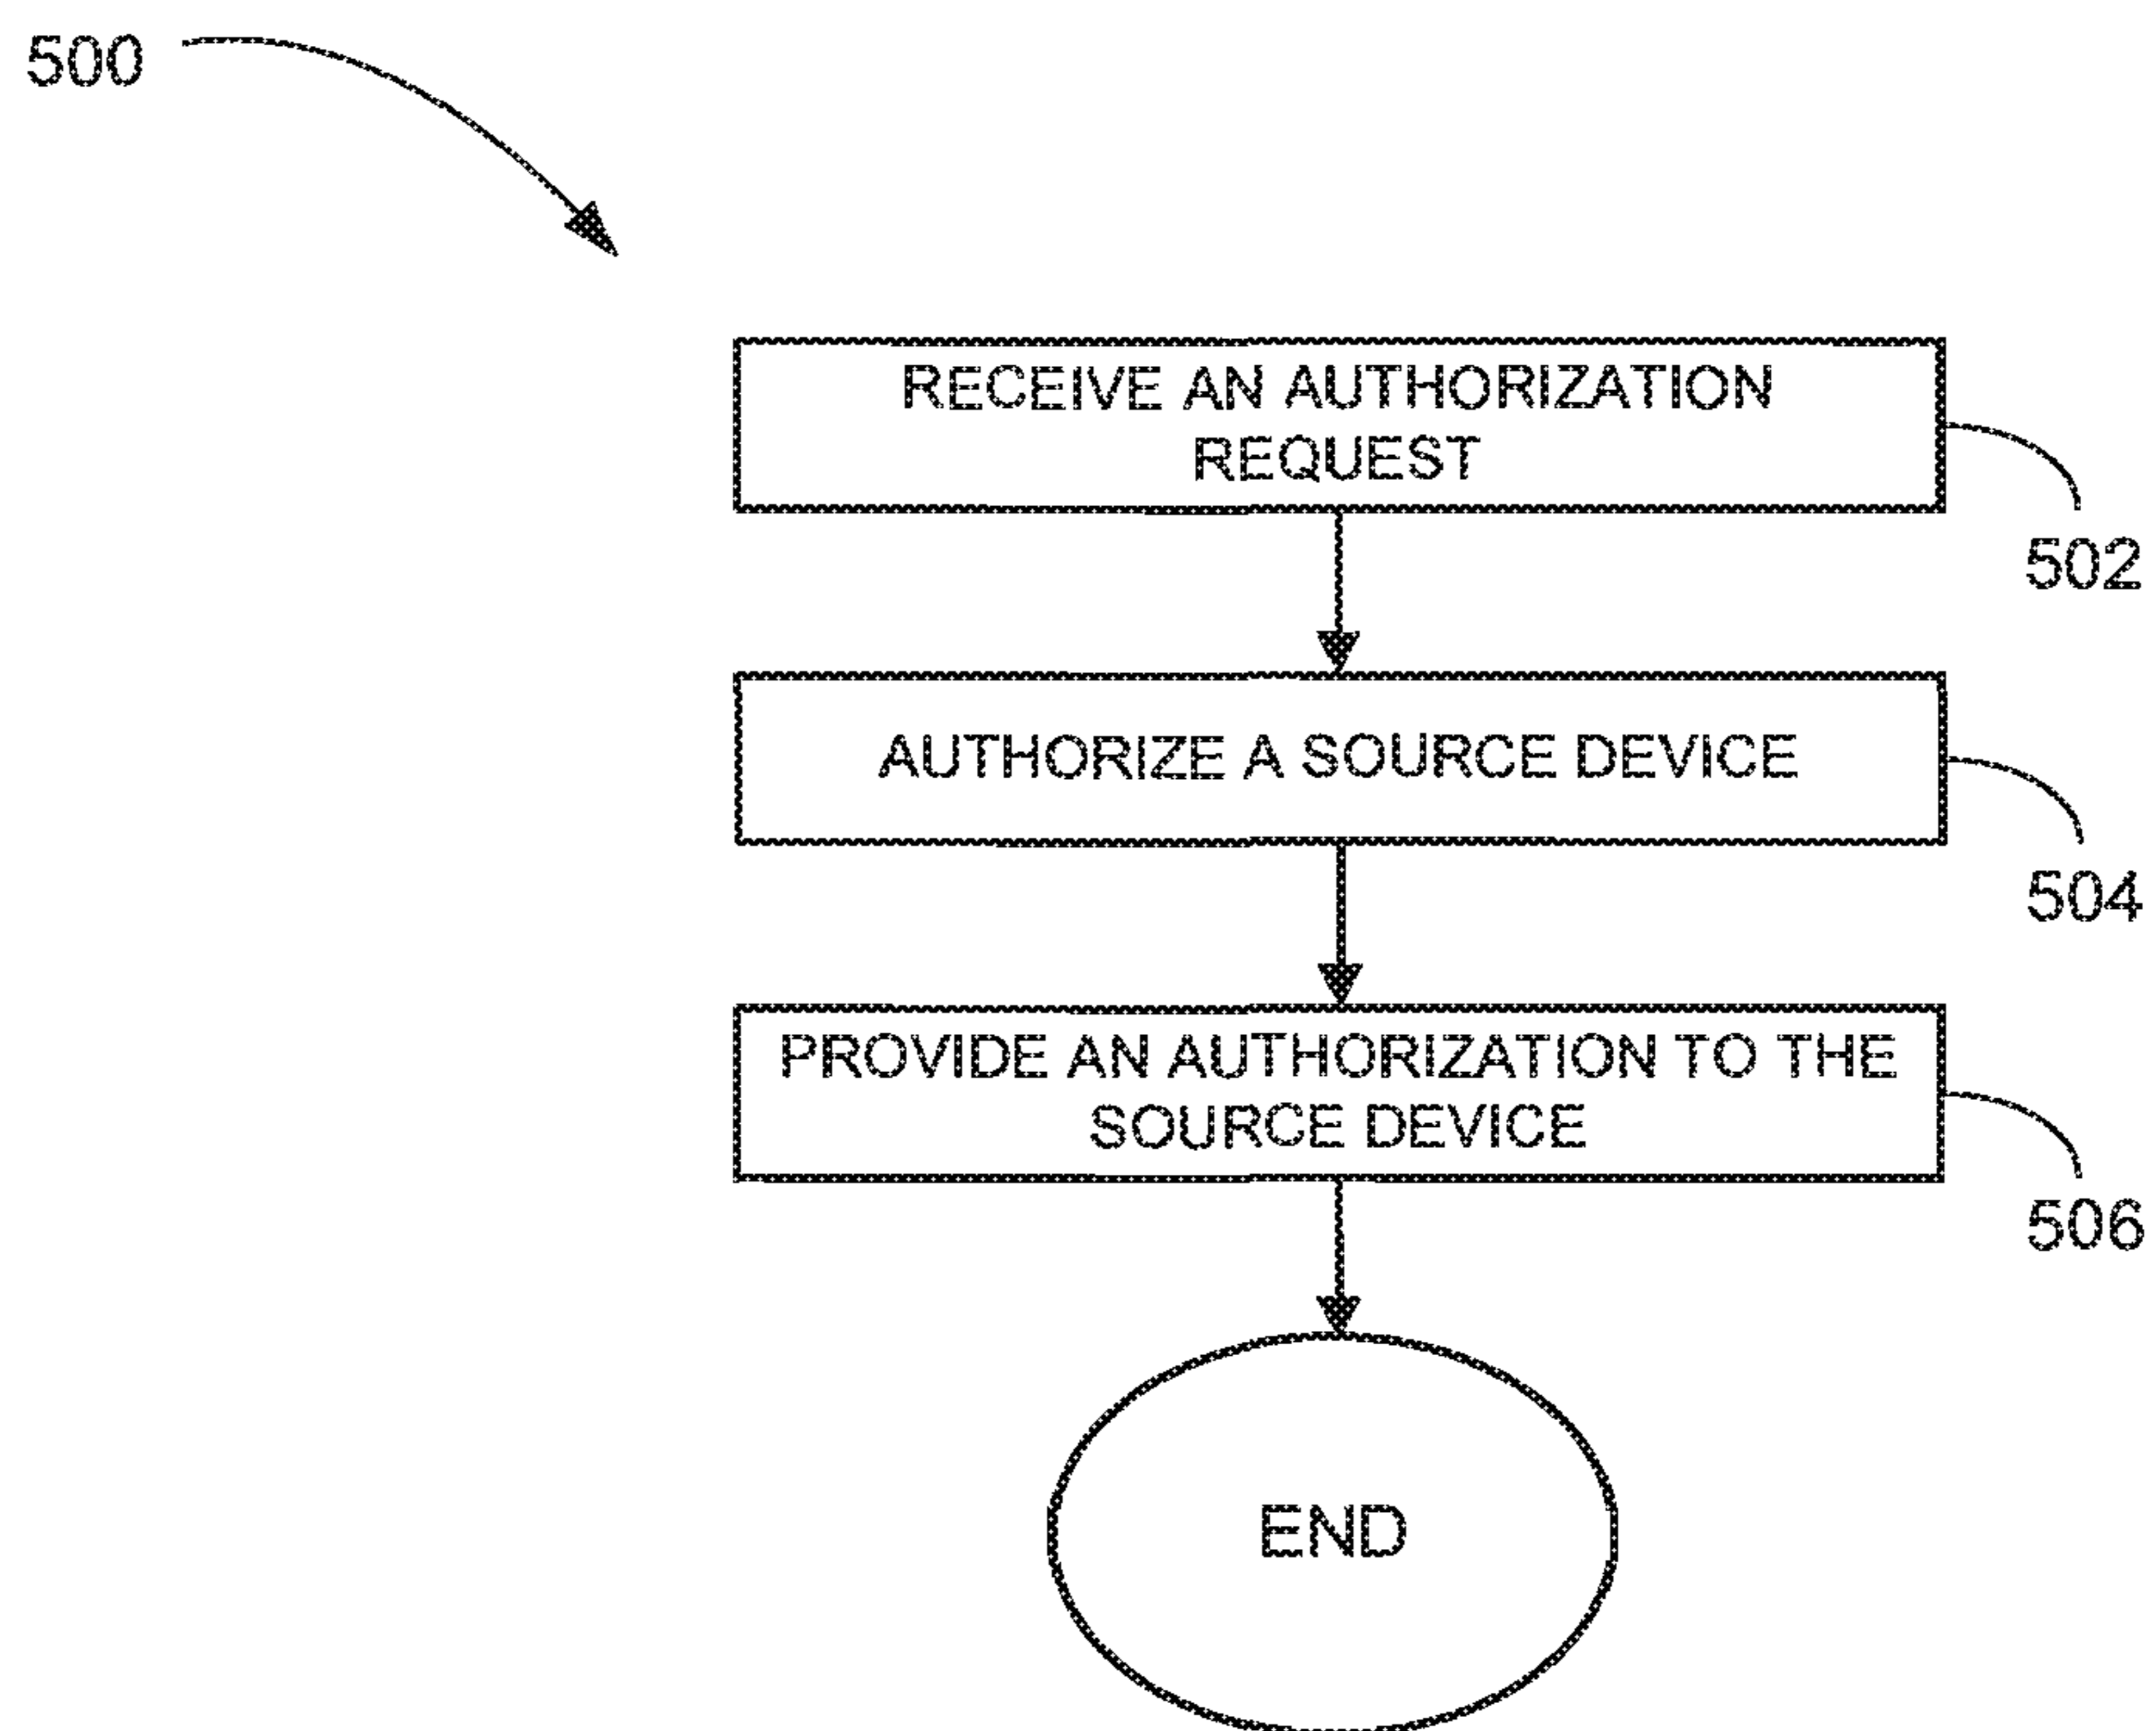 500
RECEIVE AN AUTHORIZATION
REQUEST
502
AUTHORIZE A SOURCE DEVICE
504
PROVIDE AN AUTHORIZATION TO THE
SOURCE DEVICE
506
END